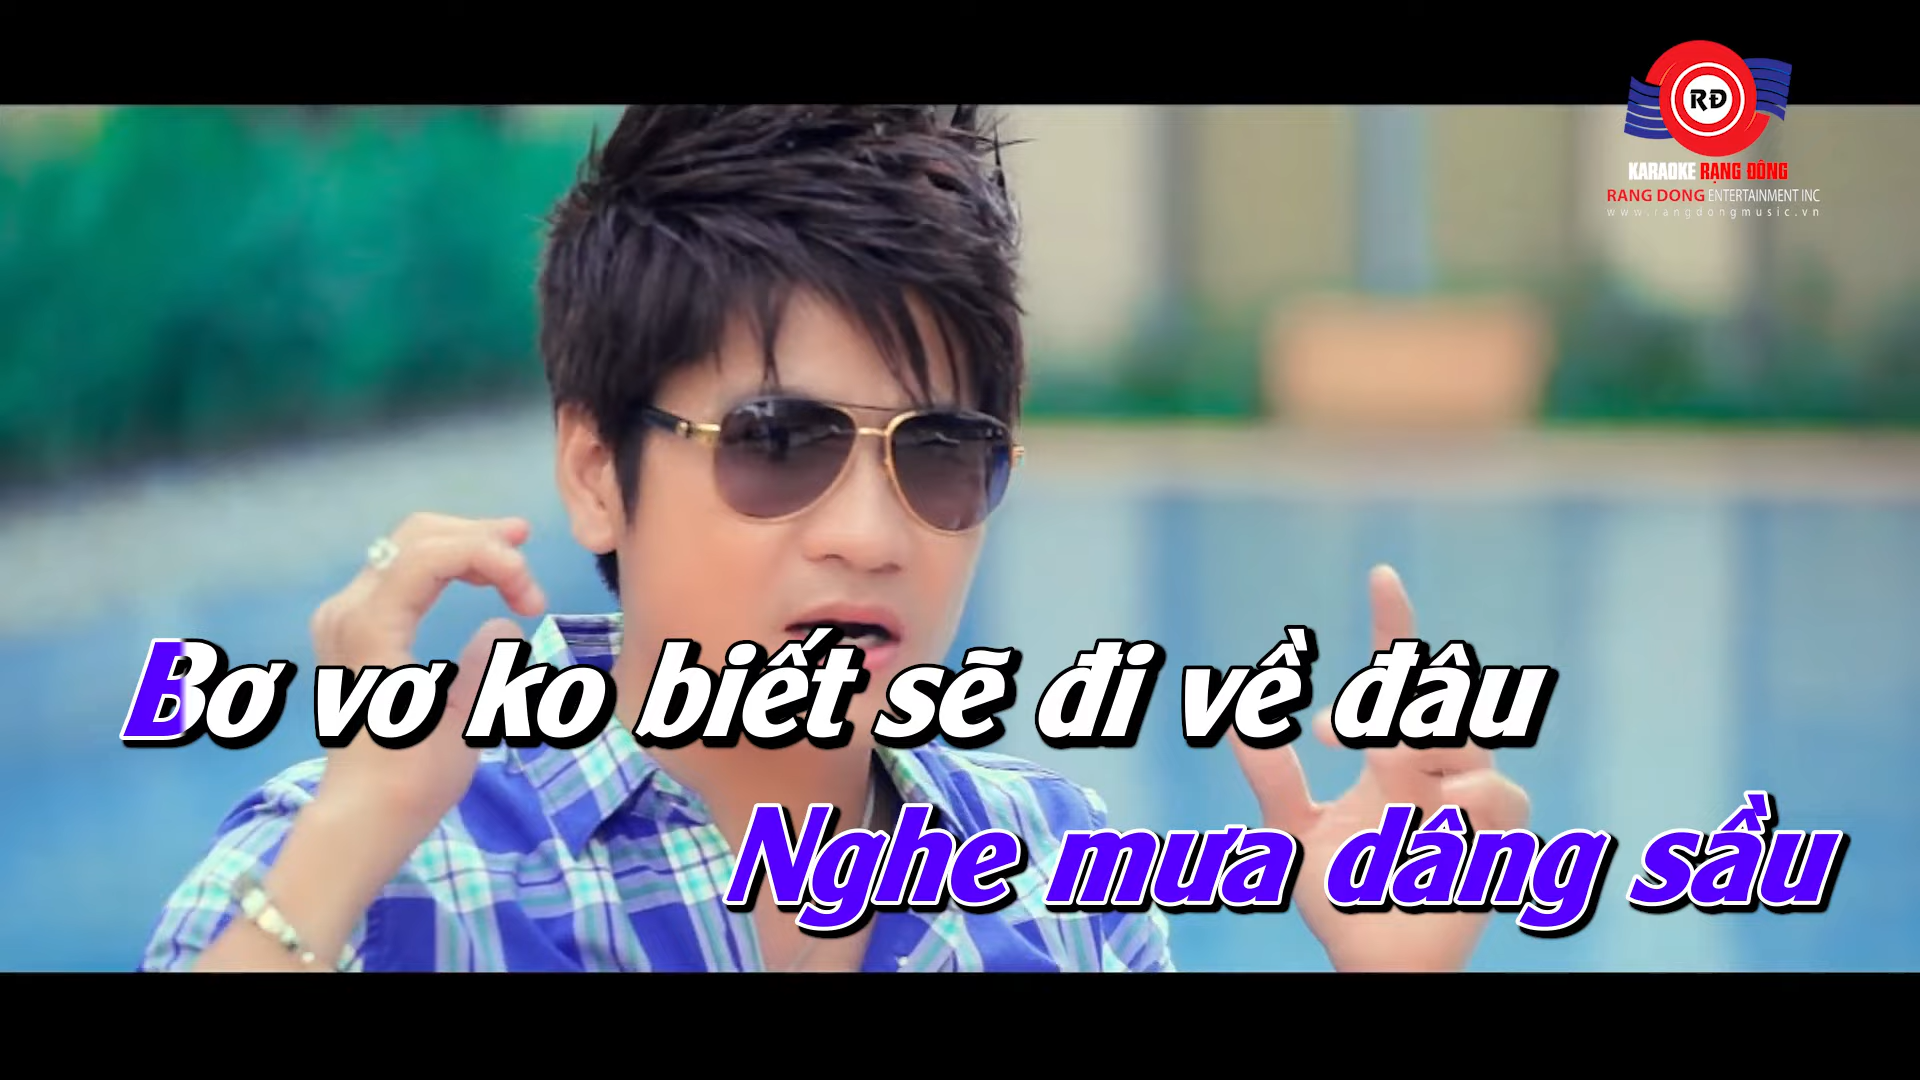 RĐ
KARAOKE RẠNG ĐÔNG
RANG DONG ENTERTAINMENT INC
www.rangdongmusic.vn
Bơ vơ ko biết sẽ đi về đâu
Nghe mưa dâng sầu